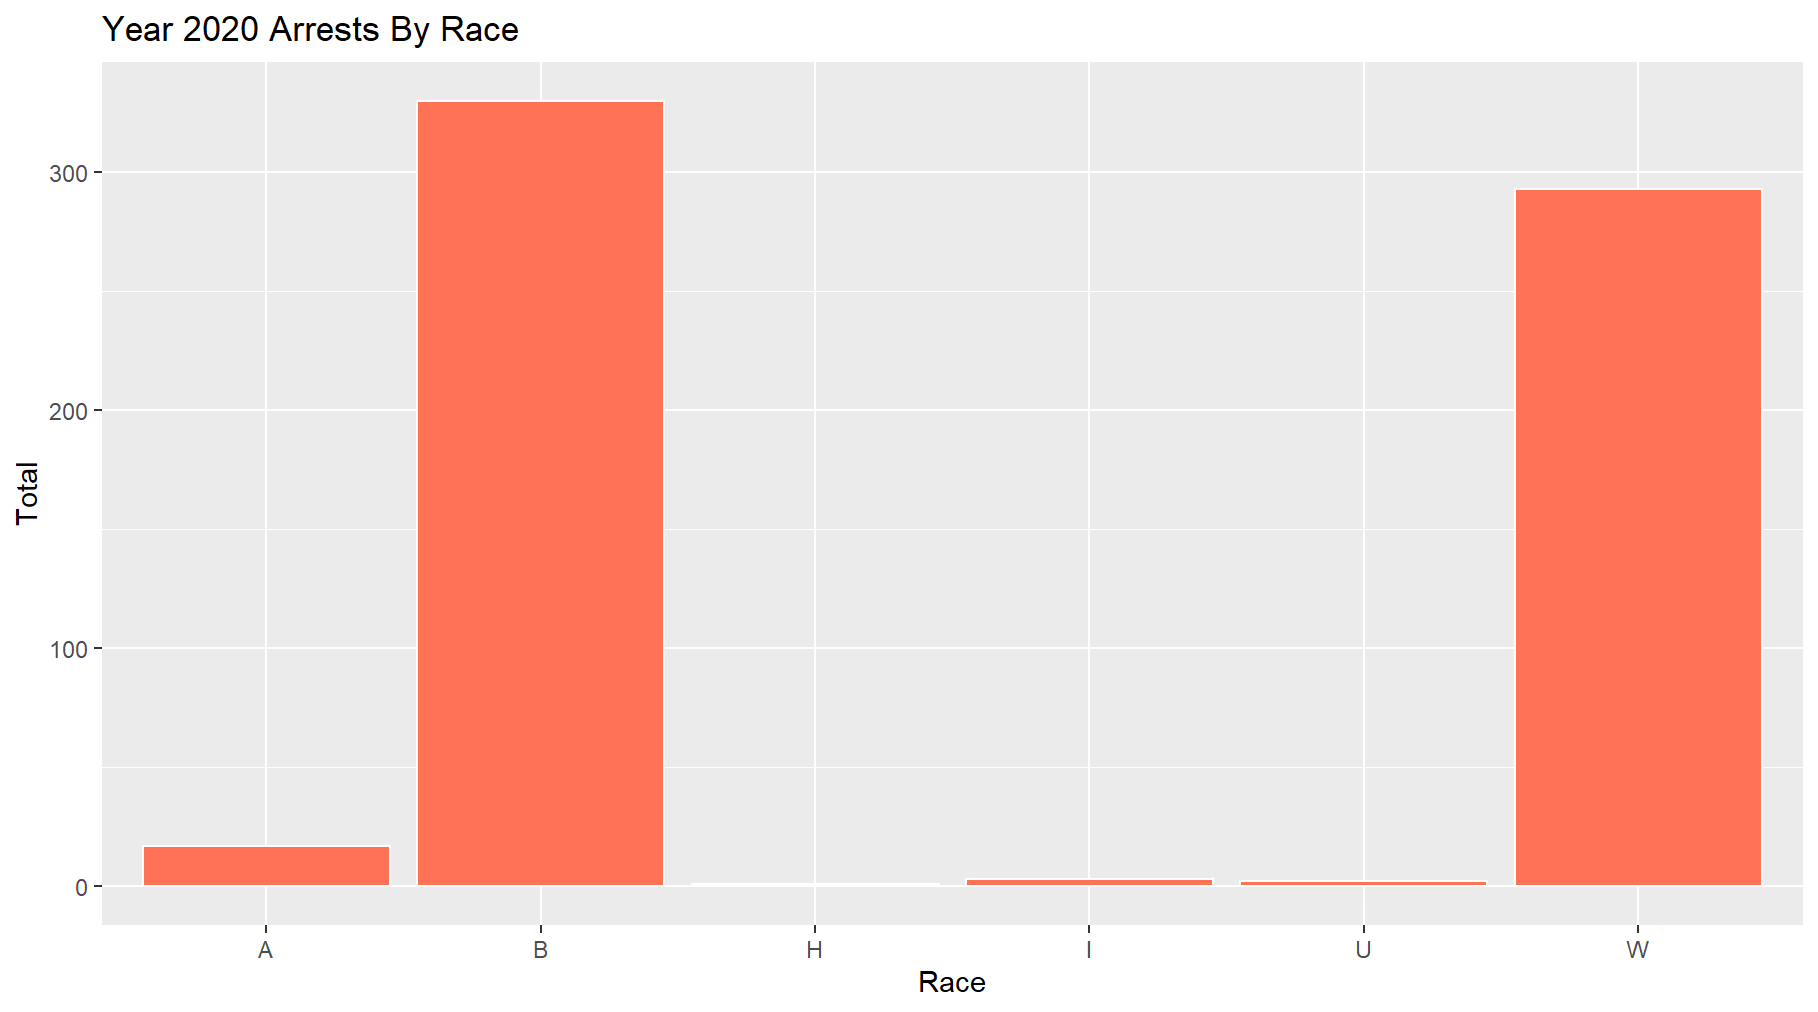 Year 2020 Arrests By Race
Total
300
200
100
0
A B H I U W
Race